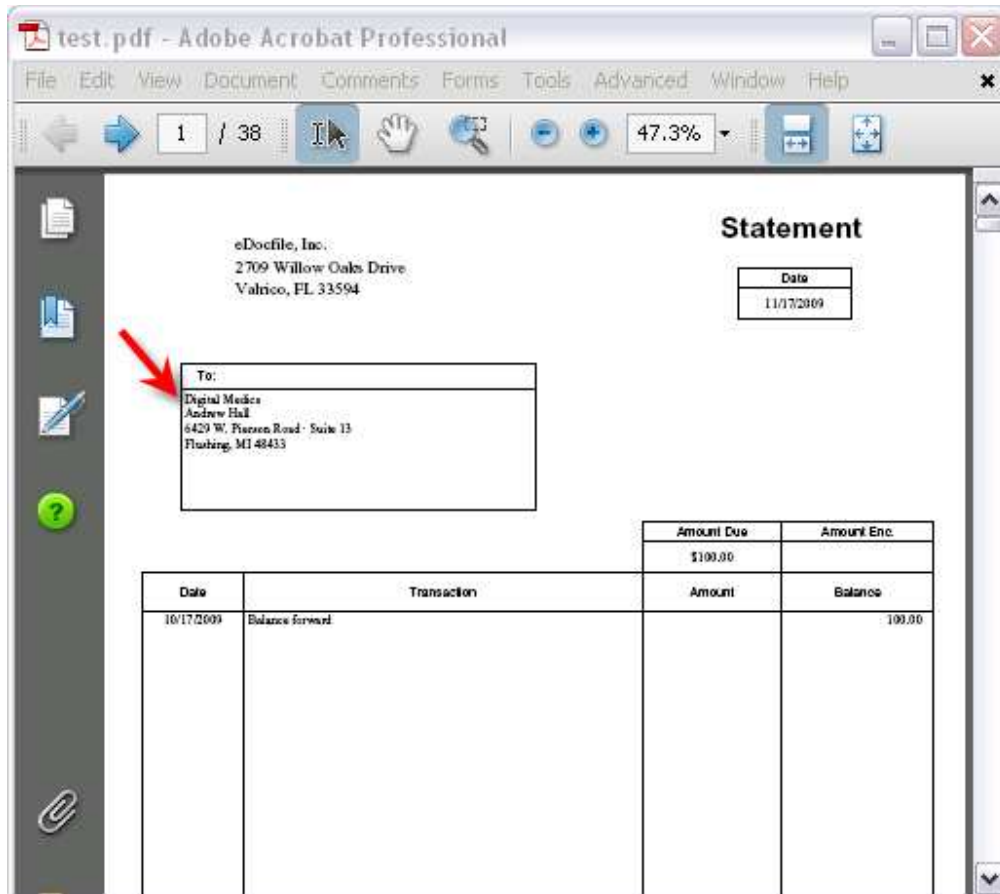 test.pdf - Adobe Acrobat Professional
File Edit View Document Comments Forms Tools Advanced Window Help
1 / 38 47.3%
Statement
eDocfile, Inc.
2709 Willow Oaks Drive
Valrico, FL 33594
Date
11/17/2009
To:
Digital Medics
Andrew Hall
6429 W. Pierson Road - Suite 13
Flushing, MI 48433
Amount Due Amount Enc.
$100.00
Date Transaction Amount Balance
10/17/2009 Balance forward 100.00